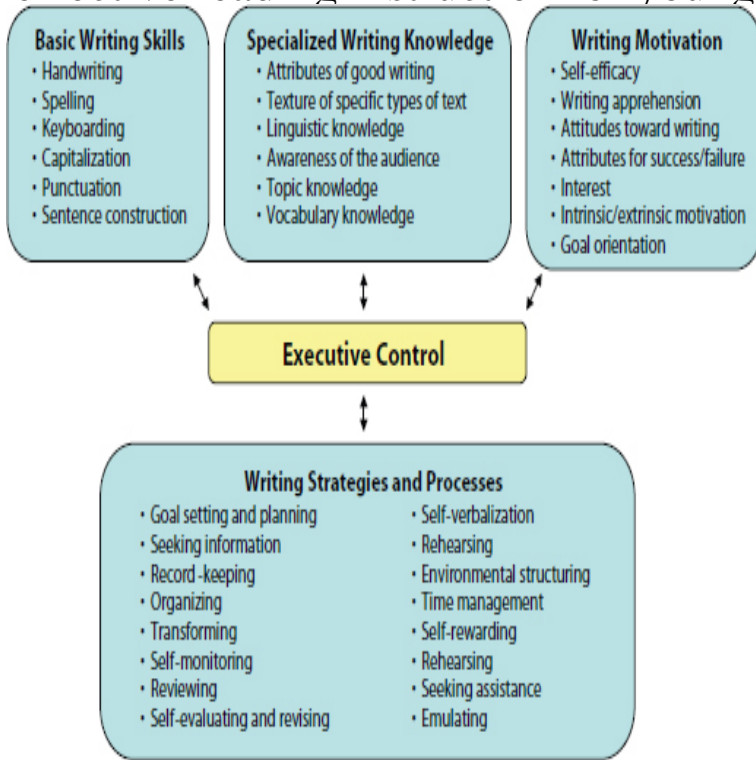 Basic Writing Skills
• Handwriting
• Spelling
• Keyboarding
• Capitalization
• Punctuation
• Sentence construction
Specialized Writing Knowledge
• Attributes of good writing
• Texture of specific types of text
• Linguistic knowledge
• Awareness of the audience
• Topic knowledge
• Vocabulary knowledge
Writing Motivation
• Self-efficacy
• Writing apprehension
• Attitudes toward writing
• Attributes for success/failure
• Interest
• Intrinsic/extrinsic motivation
• Goal orientation
Executive Control
Writing Strategies and Processes
• Goal setting and planning
• Seeking information
• Record-keeping
• Organizing
• Transforming
• Self-monitoring
• Reviewing
• Self-evaluating and revising
• Self-verbalization
• Rehearsing
• Environmental structuring
• Time management
• Self-rewarding
• Rehearsing
• Seeking assistance
• Emulating